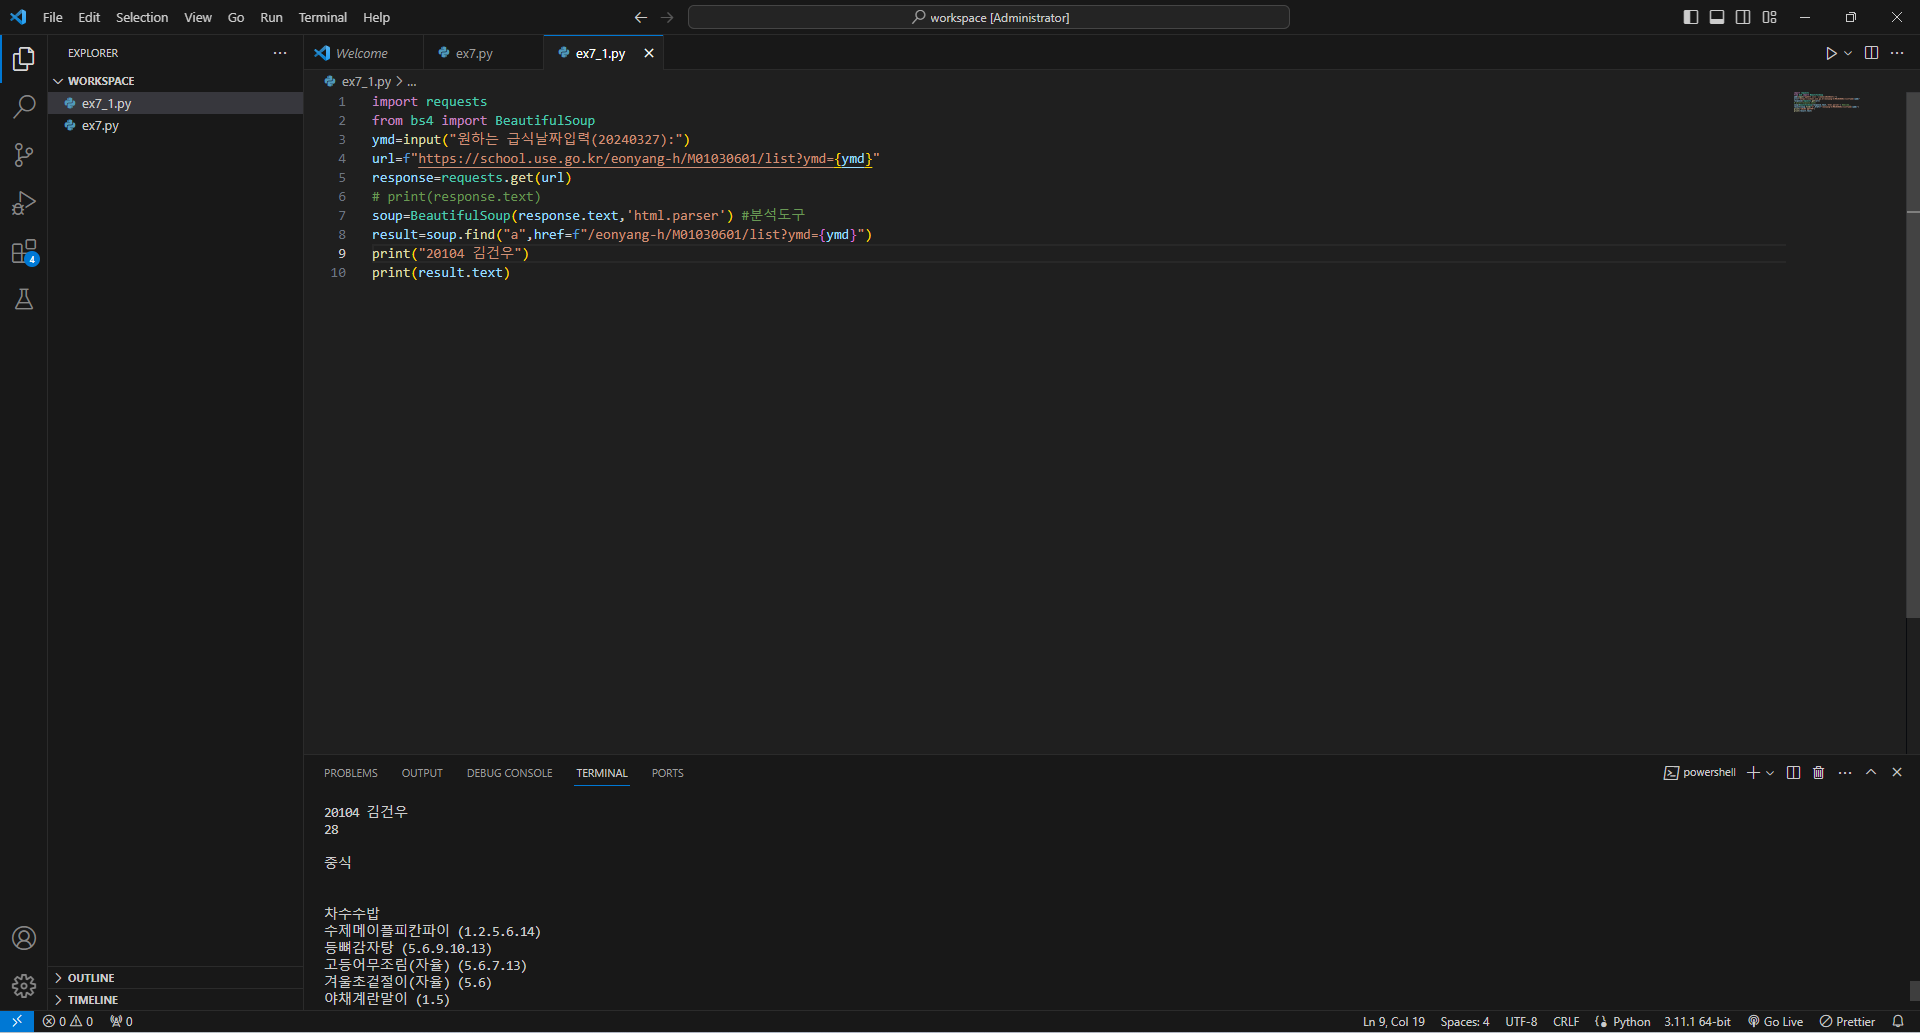 File Edit Selection View Go Run Terminal Help
workspace [Administrator]
EXPLORER
Welcome
ex7.py
ex7_1.py
WORKSPACE
ex7_1.py
ex7.py
4
ex7_1.py > ...
1 import requests
2 from bs4 import BeautifulSoup
3 ymd=input("원하는 급식날짜입력(20240327):")
4 url=f"https://school.use.go.kr/eonyang-h/M01030601/list?ymd={ymd}"
5 response=requests.get(url)
6 # print(response.text)
7 soup=BeautifulSoup(response.text,'html.parser') #분석도구
8 result=soup.find("a",href=f"/eonyang-h/M01030601/list?ymd={ymd}")
9 print("20104 김건우")
10 print(result.text)
PROBLEMS OUTPUT DEBUG CONSOLE TERMINAL PORTS
powershell
20104 김건우
28
중식
차수수밥
수제메이플피칸파이 (1.2.5.6.14)
등뼈감자탕 (5.6.9.10.13)
고등어무조림(자율) (5.6.7.13)
겨울초겉절이(자율) (5.6)
야채계란말이 (1.5)
OUTLINE
TIMELINE
0 0 0
Ln 9, Col 19 Spaces: 4 UTF-8 CRLF Python 3.11.1 64-bit Go Live Prettier